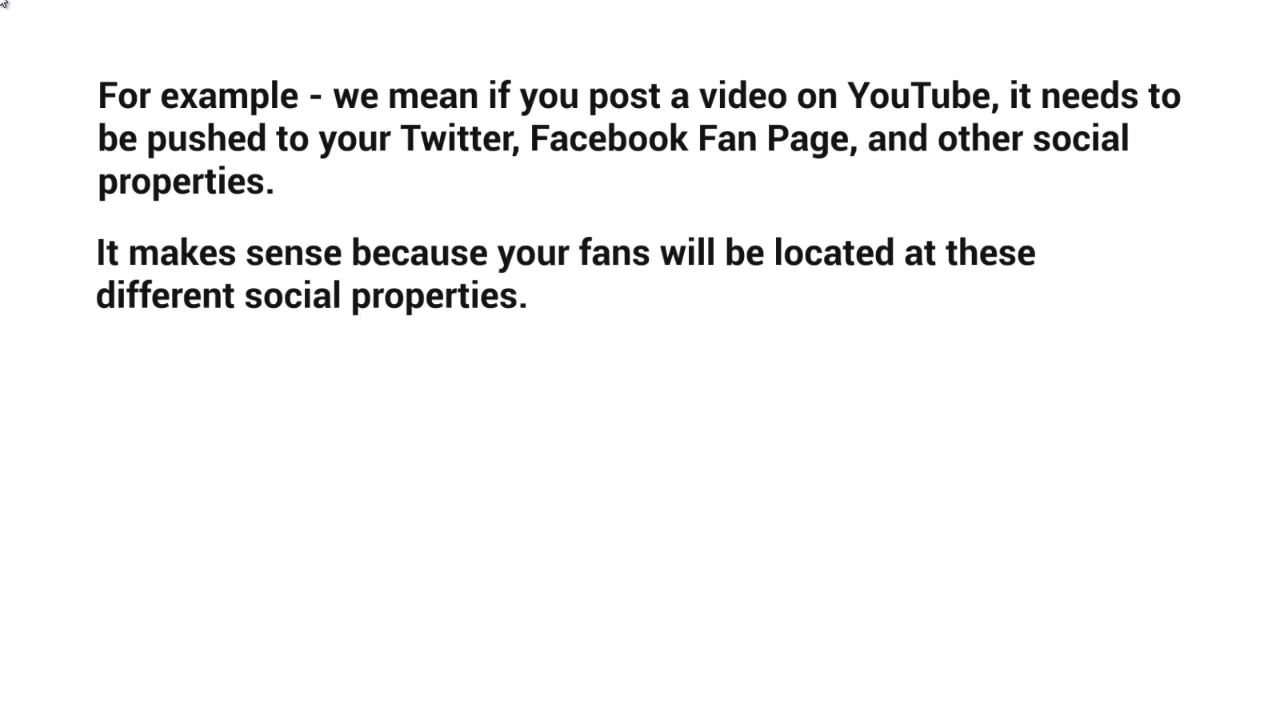 For example - we mean if you post a video on YouTube, it needs to
be pushed to your Twitter, Facebook Fan Page, and other social
properties.
It makes sense because your fans will be located at these
different social properties.